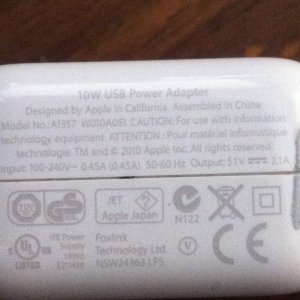 10W USB Power Adapter
Designed by Apple in California Assembled in China
Model No.: A1357 W010A051 CAUTION: For use with information
technology equipment. ATTENTION: Pour matériel informatique
technologie. TM and © 2010 Apple Inc. All rights reserved.
Input: 100-240V~ 0.45A (0.45A) 50-60 Hz Output: 5.1V 2.1A
JET
Apple Japan
N122
UL
LISTED
ITE Power
Supply
Foxlink
Technology Ltd.
NSW24363 LPS